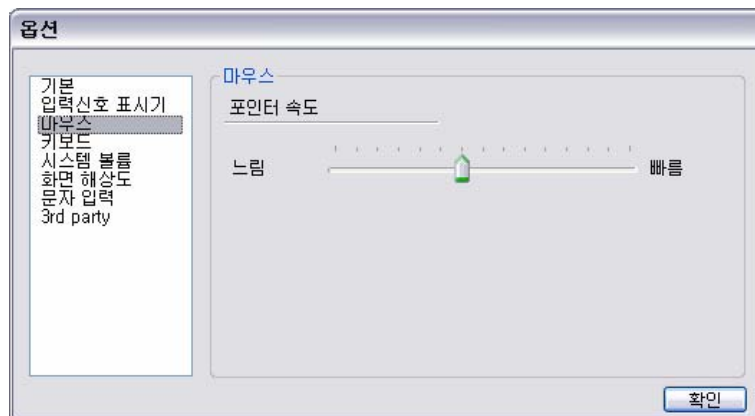 옵션
기본
입력신호 표시기
마우스
키보드
시스템 볼륨
화면 해상도
문자 입력
3rd party
마우스
포인터 속도
느림
빠름
확인